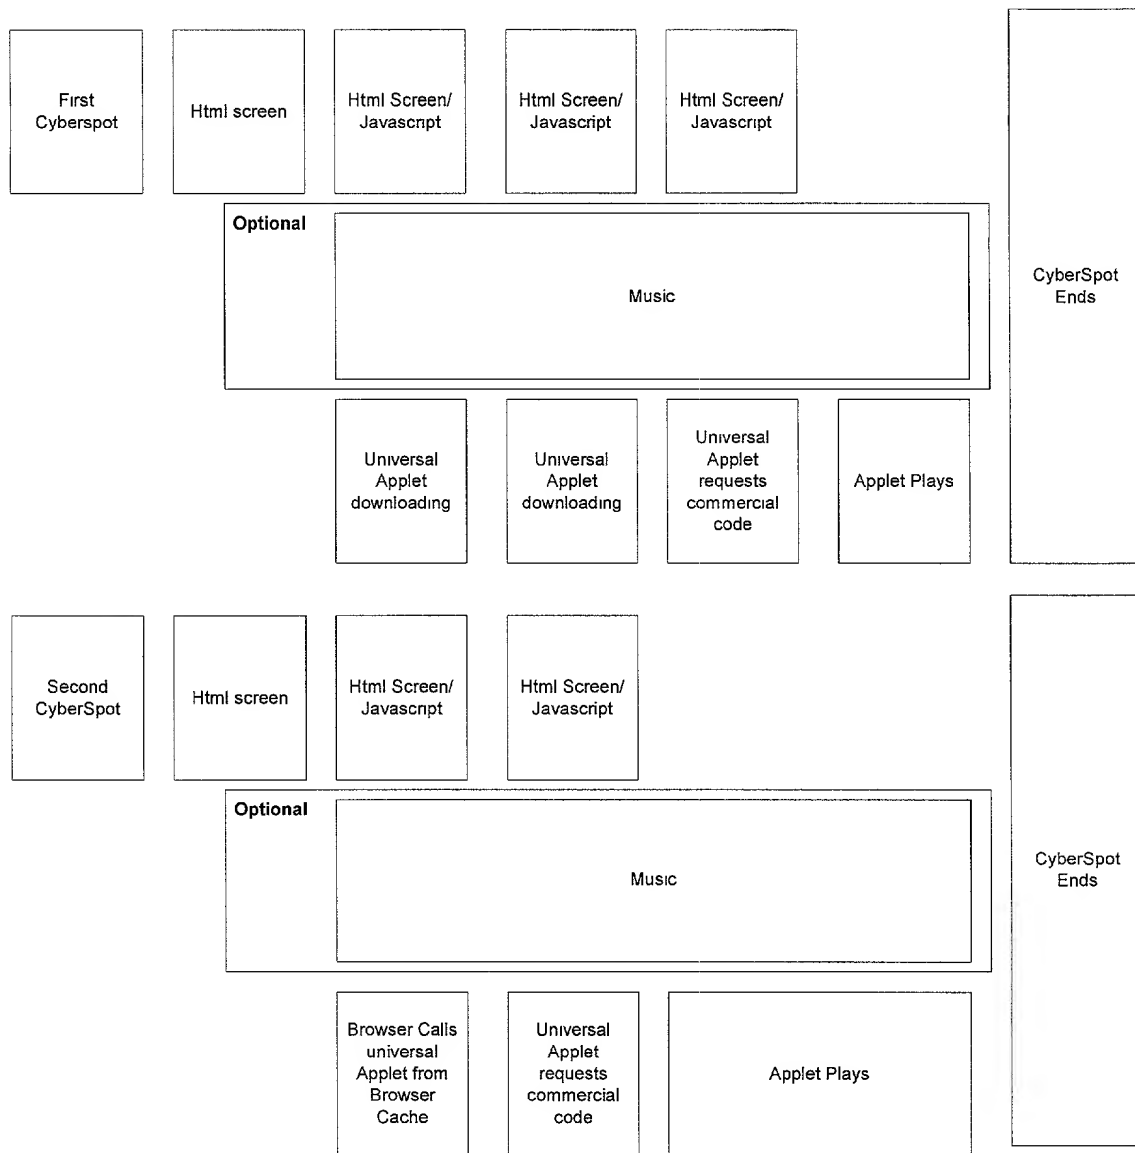 First
Cyberspot
Html screen
Html Screen/
Javascript
Html Screen/
Javascript
Html Screen/
Javascript
CyberSpot
Ends
Optional
Music
Universal
Applet
downloading
Universal
Applet
downloading
Universal
Applet
requests
commercial
code
Applet Plays
Second
CyberSpot
Html screen
Html Screen/
Javascript
Html Screen/
Javascript
CyberSpot
Ends
Optional
Music
Browser Calls
universal
Applet from
Browser
Cache
Universal
Applet
requests
commercial
code
Applet Plays